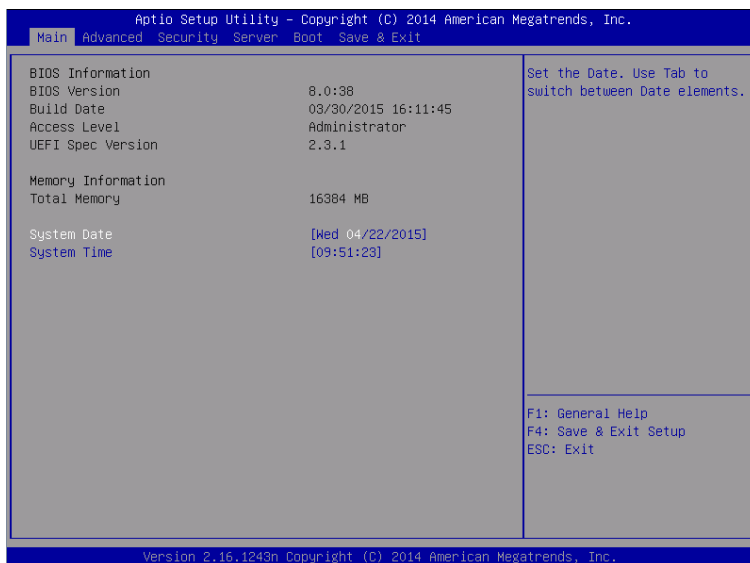 Aptio Setup Utility – Copyright (C) 2014 American Megatrends, Inc.
Main Advanced Security Server Boot Save & Exit
BIOS Information
BIOS Version 8.0:38
Build Date 03/30/2015 16:11:45
Access Level Administrator
UEFI Spec Version 2.3.1
Memory Information
Total Memory 16384 MB
System Date [Wed 04/22/2015]
System Time [09:51:23]
Set the Date. Use Tab to
switch between Date elements.
F1: General Help
F4: Save & Exit Setup
ESC: Exit
Version 2.16.1243n Copyright (C) 2014 American Megatrends, Inc.